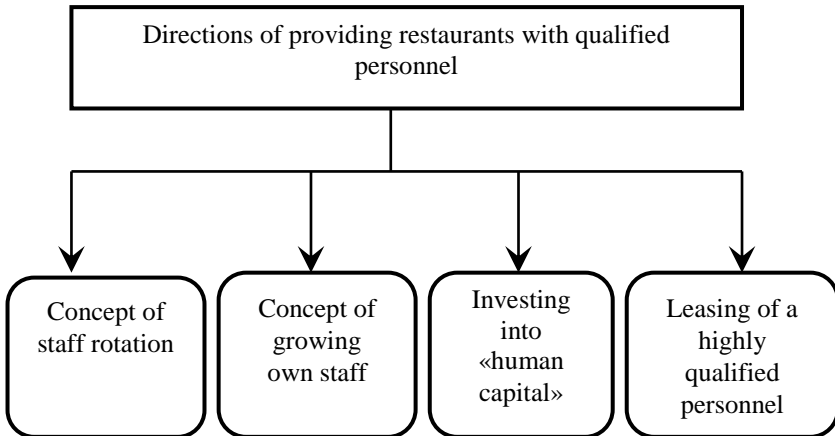 Directions of providing restaurants with qualified
personnel
Concept of
staff rotation
Concept of
growing
own staff
Investing
into
«human
capital»
Leasing of a
highly
qualified
personnel